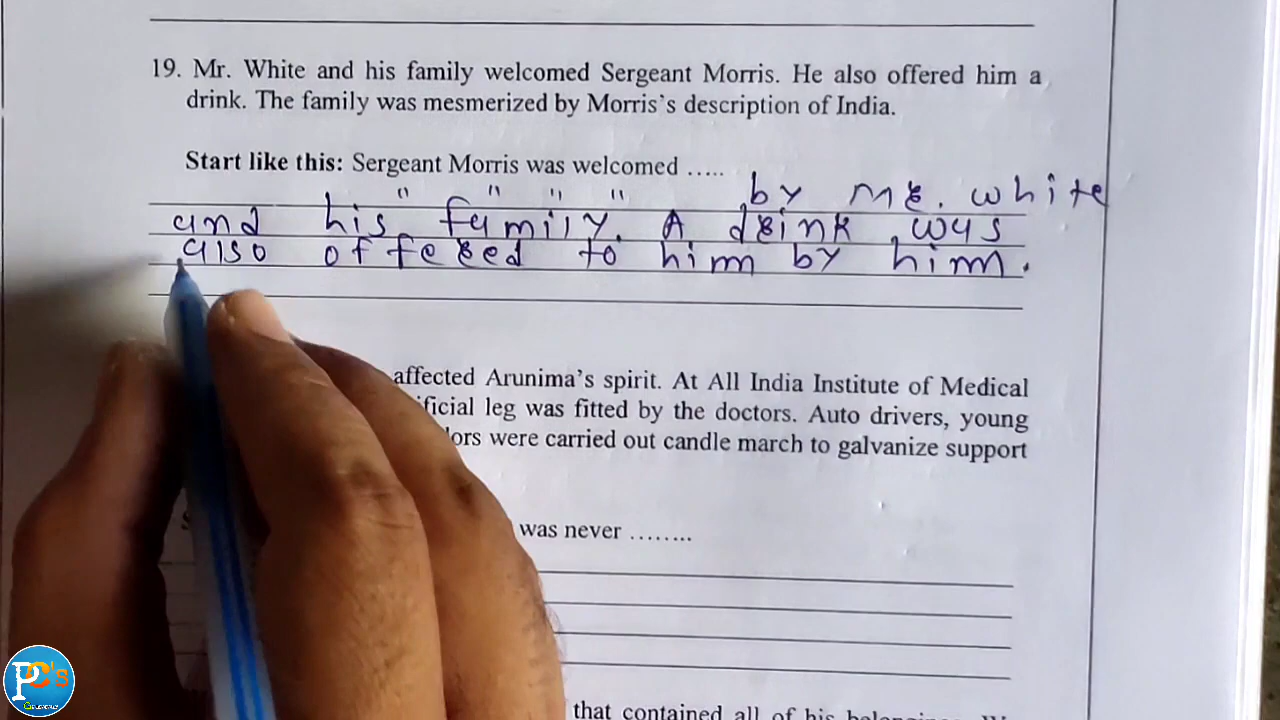 19. Mr. White and his family welcomed Sergeant Morris. He also offered him a
drink. The family was mesmerized by Morris's description of India.
Start like this: Sergeant Morris was welcomed .....
" " " " by Mr. white
and his family. A drink was
also offered to him by him.
affected Arunima's spirit. At All India Institute of Medical
ficial leg was fitted by the doctors. Auto drivers, young
ors were carried out candle march to galvanize support
was never ........
that contained all of his belongings.
PC's